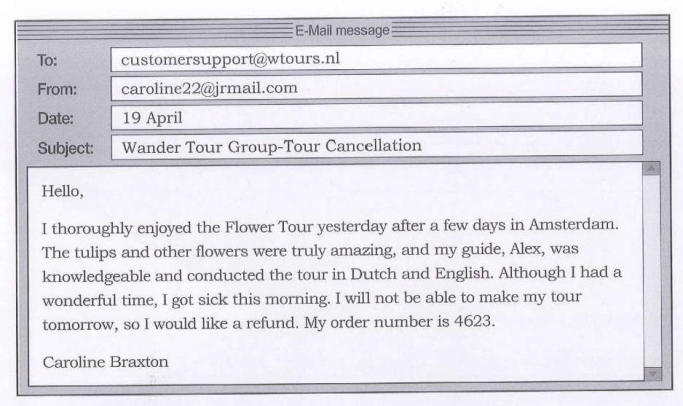 E-Mail message
To: customersupport@wtours.nl
From: caroline22@jrmail.com
Date: 19 April
Subject: Wander Tour Group-Tour Cancellation
Hello,
I thoroughly enjoyed the Flower Tour yesterday after a few days in Amsterdam.
The tulips and other flowers were truly amazing, and my guide, Alex, was
knowledgeable and conducted the tour in Dutch and English. Although I had a
wonderful time, I got sick this morning. I will not be able to make my tour
tomorrow, so I would like a refund. My order number is 4623.
Caroline Braxton